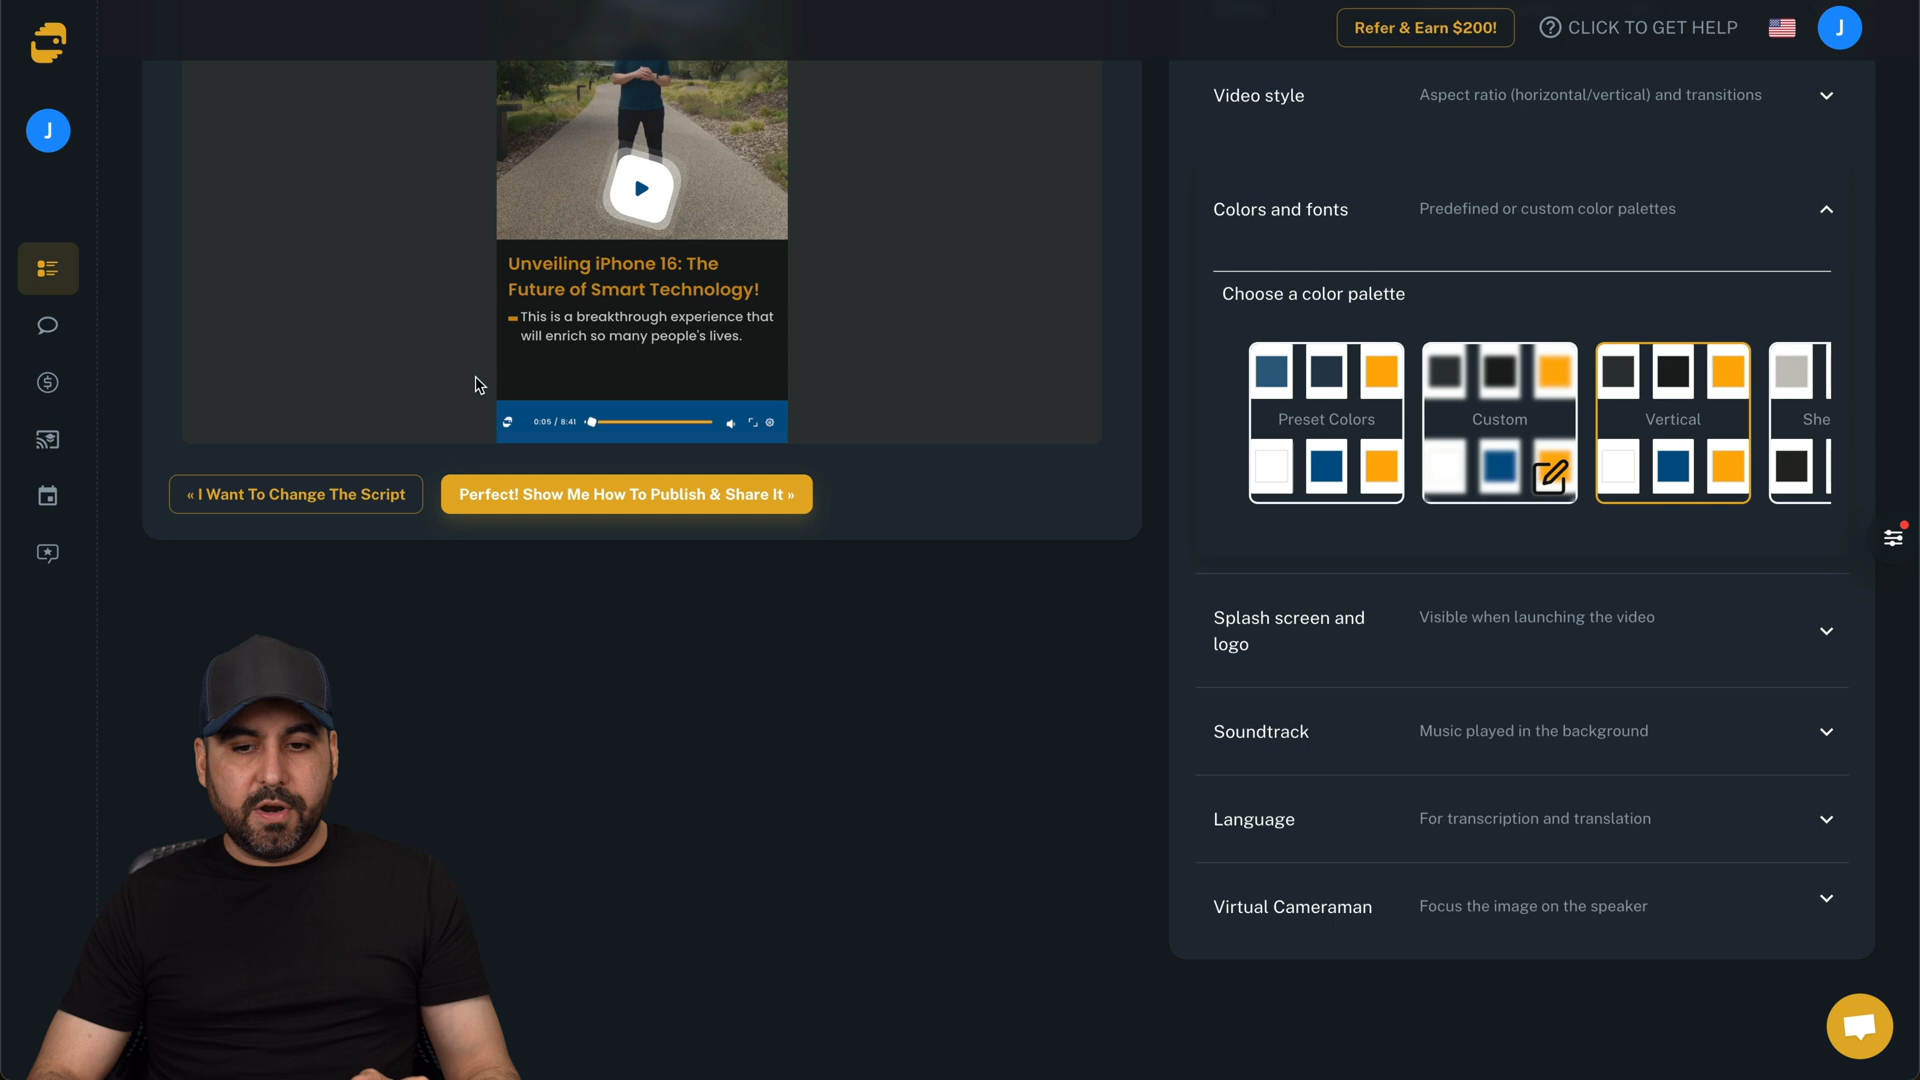 Refer & Earn $200!
CLICK TO GET HELP
J
J
Video style
Aspect ratio (horizontal/vertical) and transitions
Colors and fonts
Predefined or custom color palettes
Choose a color palette
Preset Colors
Custom
Vertical
She
Unveiling iPhone 16: The
Future of Smart Technology!
This is a breakthrough experience that
will enrich so many people's lives.
0:05 / 8:41
« I Want To Change The Script
Perfect! Show Me How To Publish & Share It »
Splash screen and
logo
Visible when launching the video
Soundtrack
Music played in the background
Language
For transcription and translation
Virtual Cameraman
Focus the image on the speaker